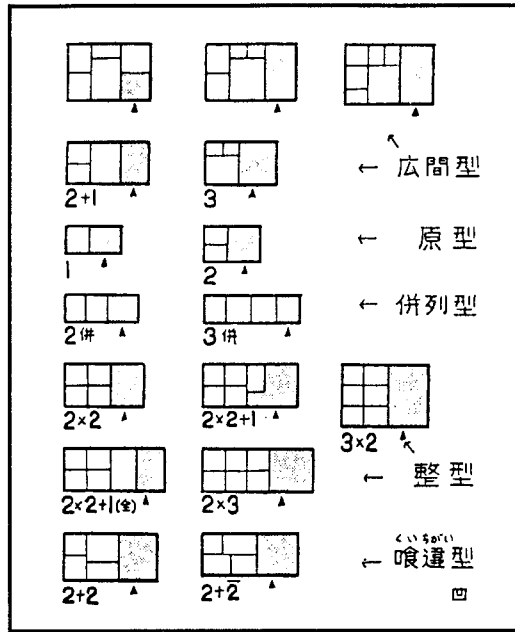 2+1
3
← 広間型
1
2
← 原型
2併
3併
← 併列型
2×2
2×2+1
3×2
2×2+1(全)
2×3
← 整型
くいちがい
2+2
2+2̅
← 喰違型
凹